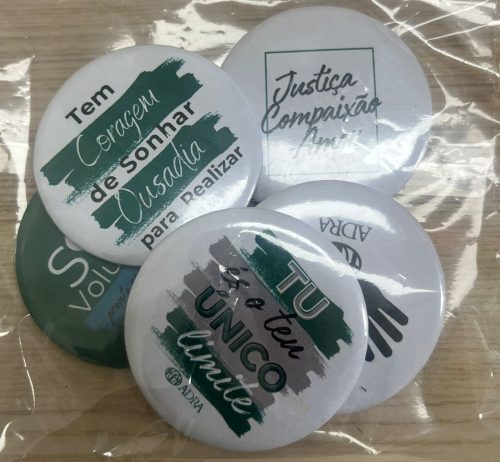 Tem
Coragem
de Sonhar
Ousadia
para Realizar
Justiça
Compaixão
Amor
ADRA
TU
és o teu
ÚNICO
limite
ADRA